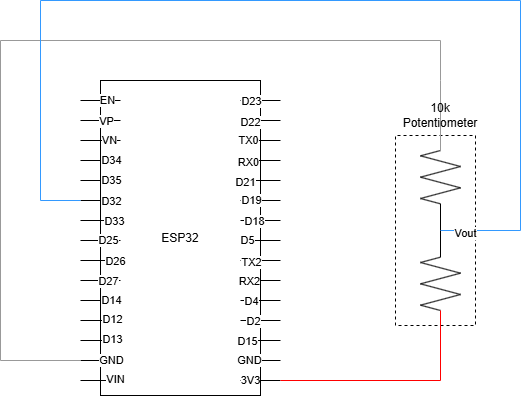 10k
Potentiometer
EN
VP
VN
D34
D35
D32
D33
D25
D26
D27
D14
D12
D13
GND
VIN
ESP32
D23
D22
TX0
RX0
D21
D19
D18
D5
TX2
RX2
D4
D2
D15
GND
3V3
Vout